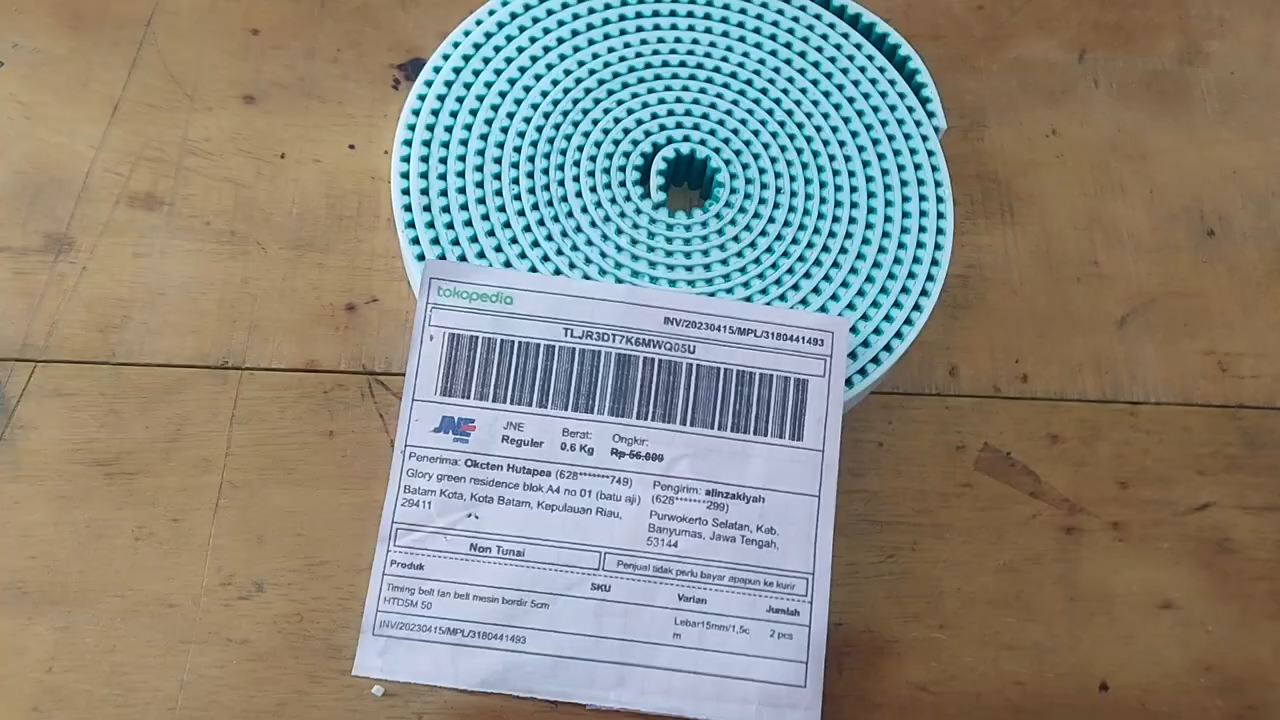 tokopedia
INV/20230415/MPL/3180441493
TLJR3DT7K6MWQ05U
JNE
JNE
Reguler
Berat:
0.6 Kg
Ongkir:
Rp 56.000
Penerima: Okcten Hutapea (628*******749)
Glory green residence blok A4 no 01 (batu aji)
Batam Kota, Kota Batam, Kepulauan Riau,
29411
Pengirim: alinzakiyah
(628*******299)
Purwokerto Selatan, Kab.
Banyumas, Jawa Tengah,
53144
Non Tunai
Penjual tidak perlu bayar apapun ke kurir
Produk SKU Varian Jumlah
Timing belt fan belt mesin bordir 5cm
HTD5M 50
Lebar15mm/1,5c
m
2 pcs
INV/20230415/MPL/3180441493